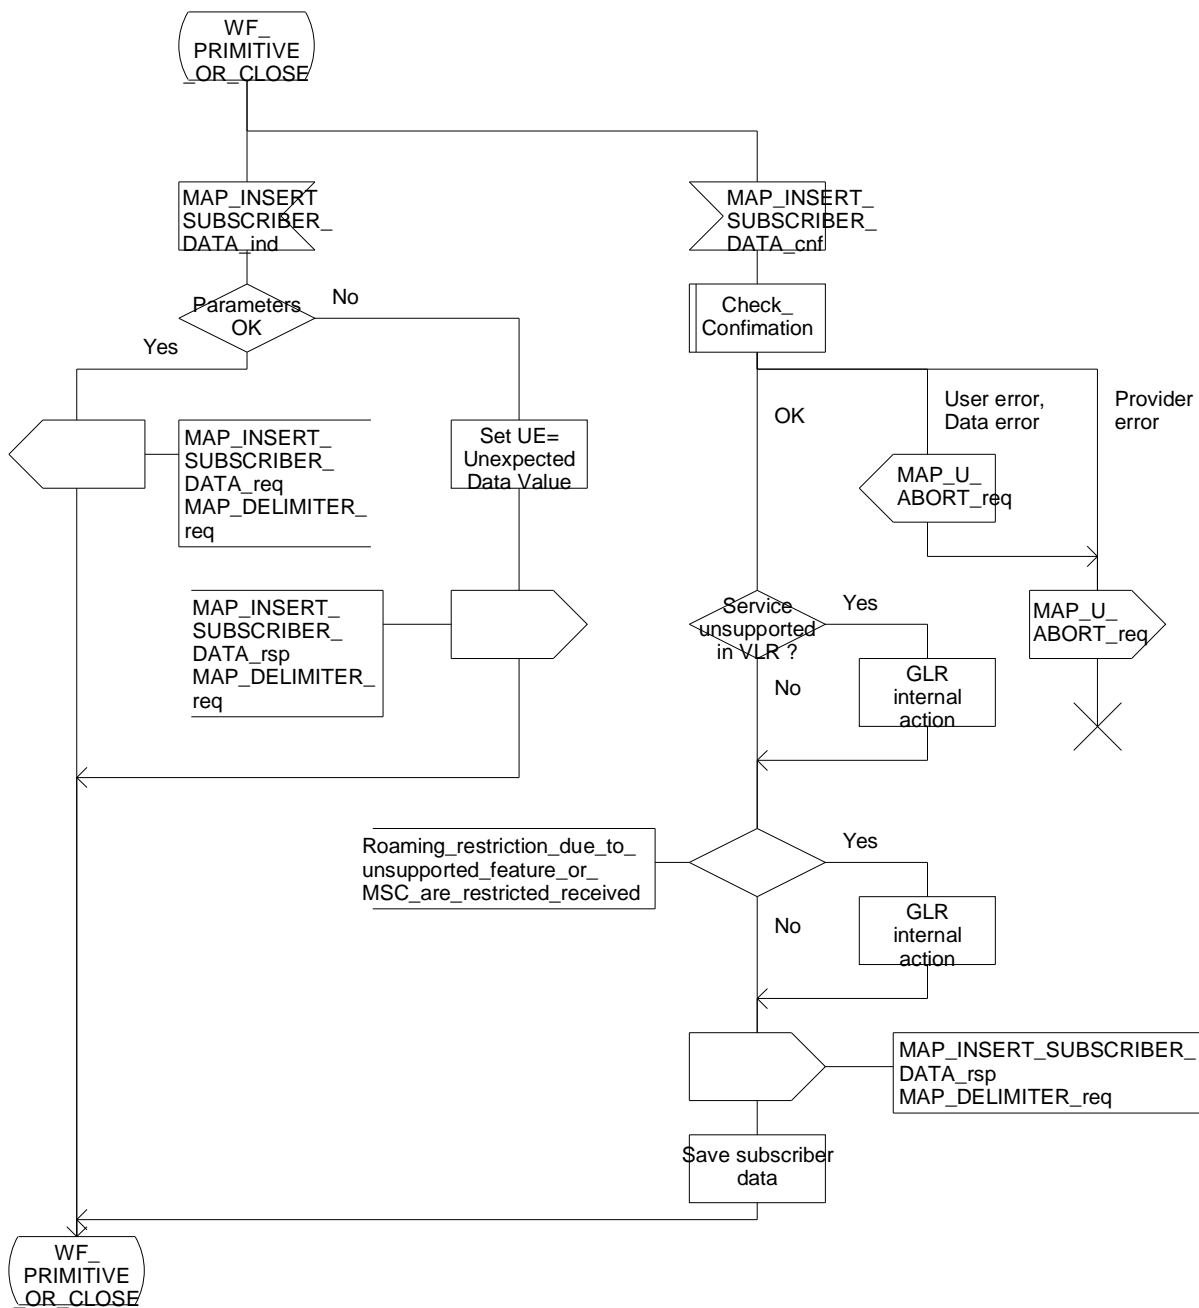 WF_
PRIMITIVE
_OR_CLOSE
MAP_INSERT
SUBSCRIBER_
DATA_ind
MAP_INSERT_
SUBSCRIBER_
DATA_cnf
Parameters
OK
No
Yes
Check_
Confimation
OK
User error,
Data error
Provider
error
MAP_INSERT_
SUBSCRIBER_
DATA_req
MAP_DELIMITER_
req
Set UE=
Unexpected
Data Value
MAP_U_
ABORT_req
MAP_INSERT_
SUBSCRIBER_
DATA_rsp
MAP_DELIMITER_
req
Service
unsupported
in VLR ?
Yes
No
MAP_U_
ABORT_req
GLR
internal
action
Roaming_restriction_due_to_
unsupported_feature_or_
MSC_are_restricted_received
Yes
No
GLR
internal
action
MAP_INSERT_SUBSCRIBER_
DATA_rsp
MAP_DELIMITER_req
Save subscriber
data
WF_
PRIMITIVE
_OR_CLOSE